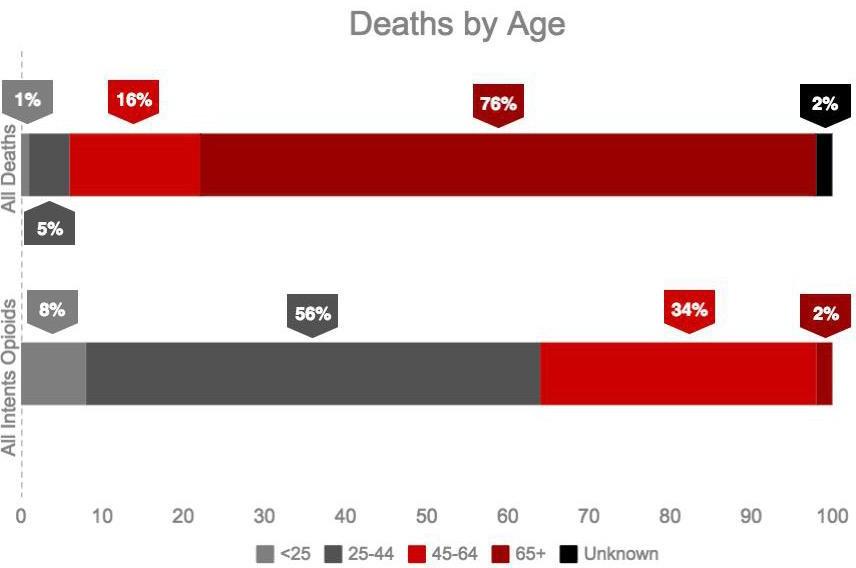 Deaths by Age
1% 16% 76% 2%
All Deaths
5%
8% 56% 34% 2%
All Intents Opioids
0 10 20 30 40 50 60 70 80 90 100
<25 25-44 45-64 65+ Unknown